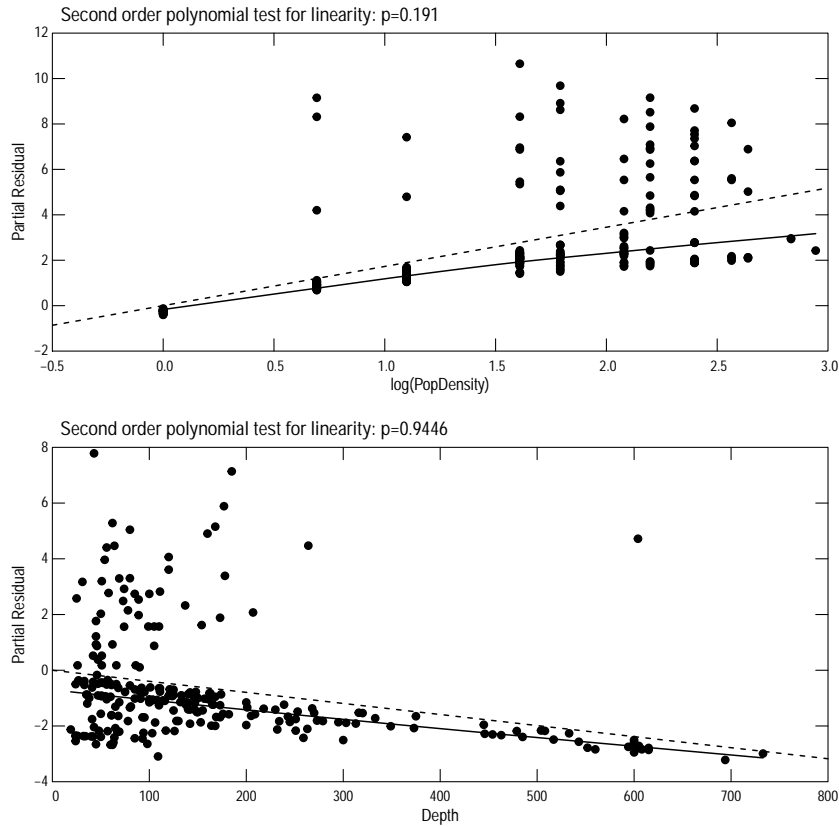 Second order polynomial test for linearity: p=0.191
12
10
8
6
4
2
0
−2
Partial Residual
−0.5 0.0 0.5 1.0 1.5 2.0 2.5 3.0
log(PopDensity)
Second order polynomial test for linearity: p=0.9446
8
6
4
2
0
−2
−4
Partial Residual
0 100 200 300 400 500 600 700 800
Depth